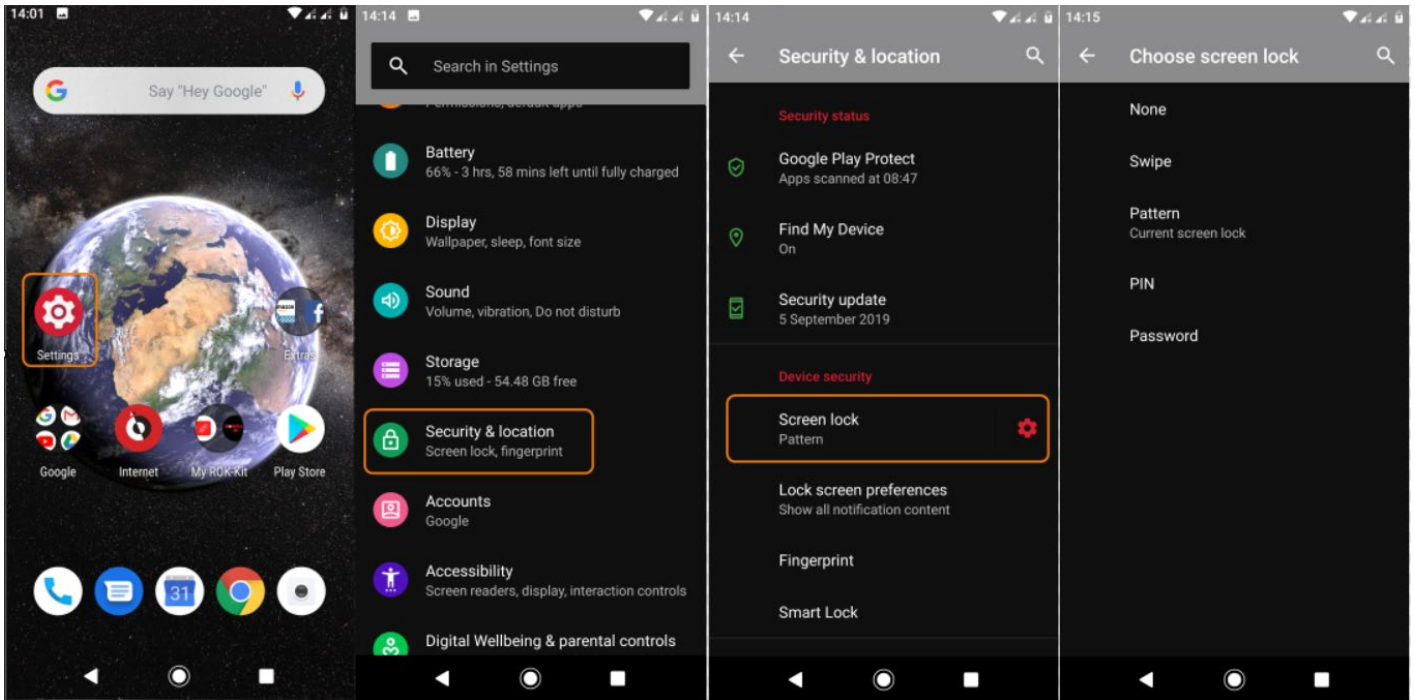 14:01
Say "Hey Google"
Settings
Extras
Google
Internet
My ROK-Kit
Play Store
31
14:14
Search in Settings
Permissions, default apps
Battery
66% - 3 hrs, 58 mins left until fully charged
Display
Wallpaper, sleep, font size
Sound
Volume, vibration, Do not disturb
Storage
15% used - 54.48 GB free
Security & location
Screen lock, fingerprint
Accounts
Google
Accessibility
Screen readers, display, interaction controls
Digital Wellbeing & parental controls
14:14
Security & location
Security status
Google Play Protect
Apps scanned at 08:47
Find My Device
On
Security update
5 September 2019
Device security
Screen lock
Pattern
Lock screen preferences
Show all notification content
Fingerprint
Smart Lock
14:15
Choose screen lock
None
Swipe
Pattern
Current screen lock
PIN
Password